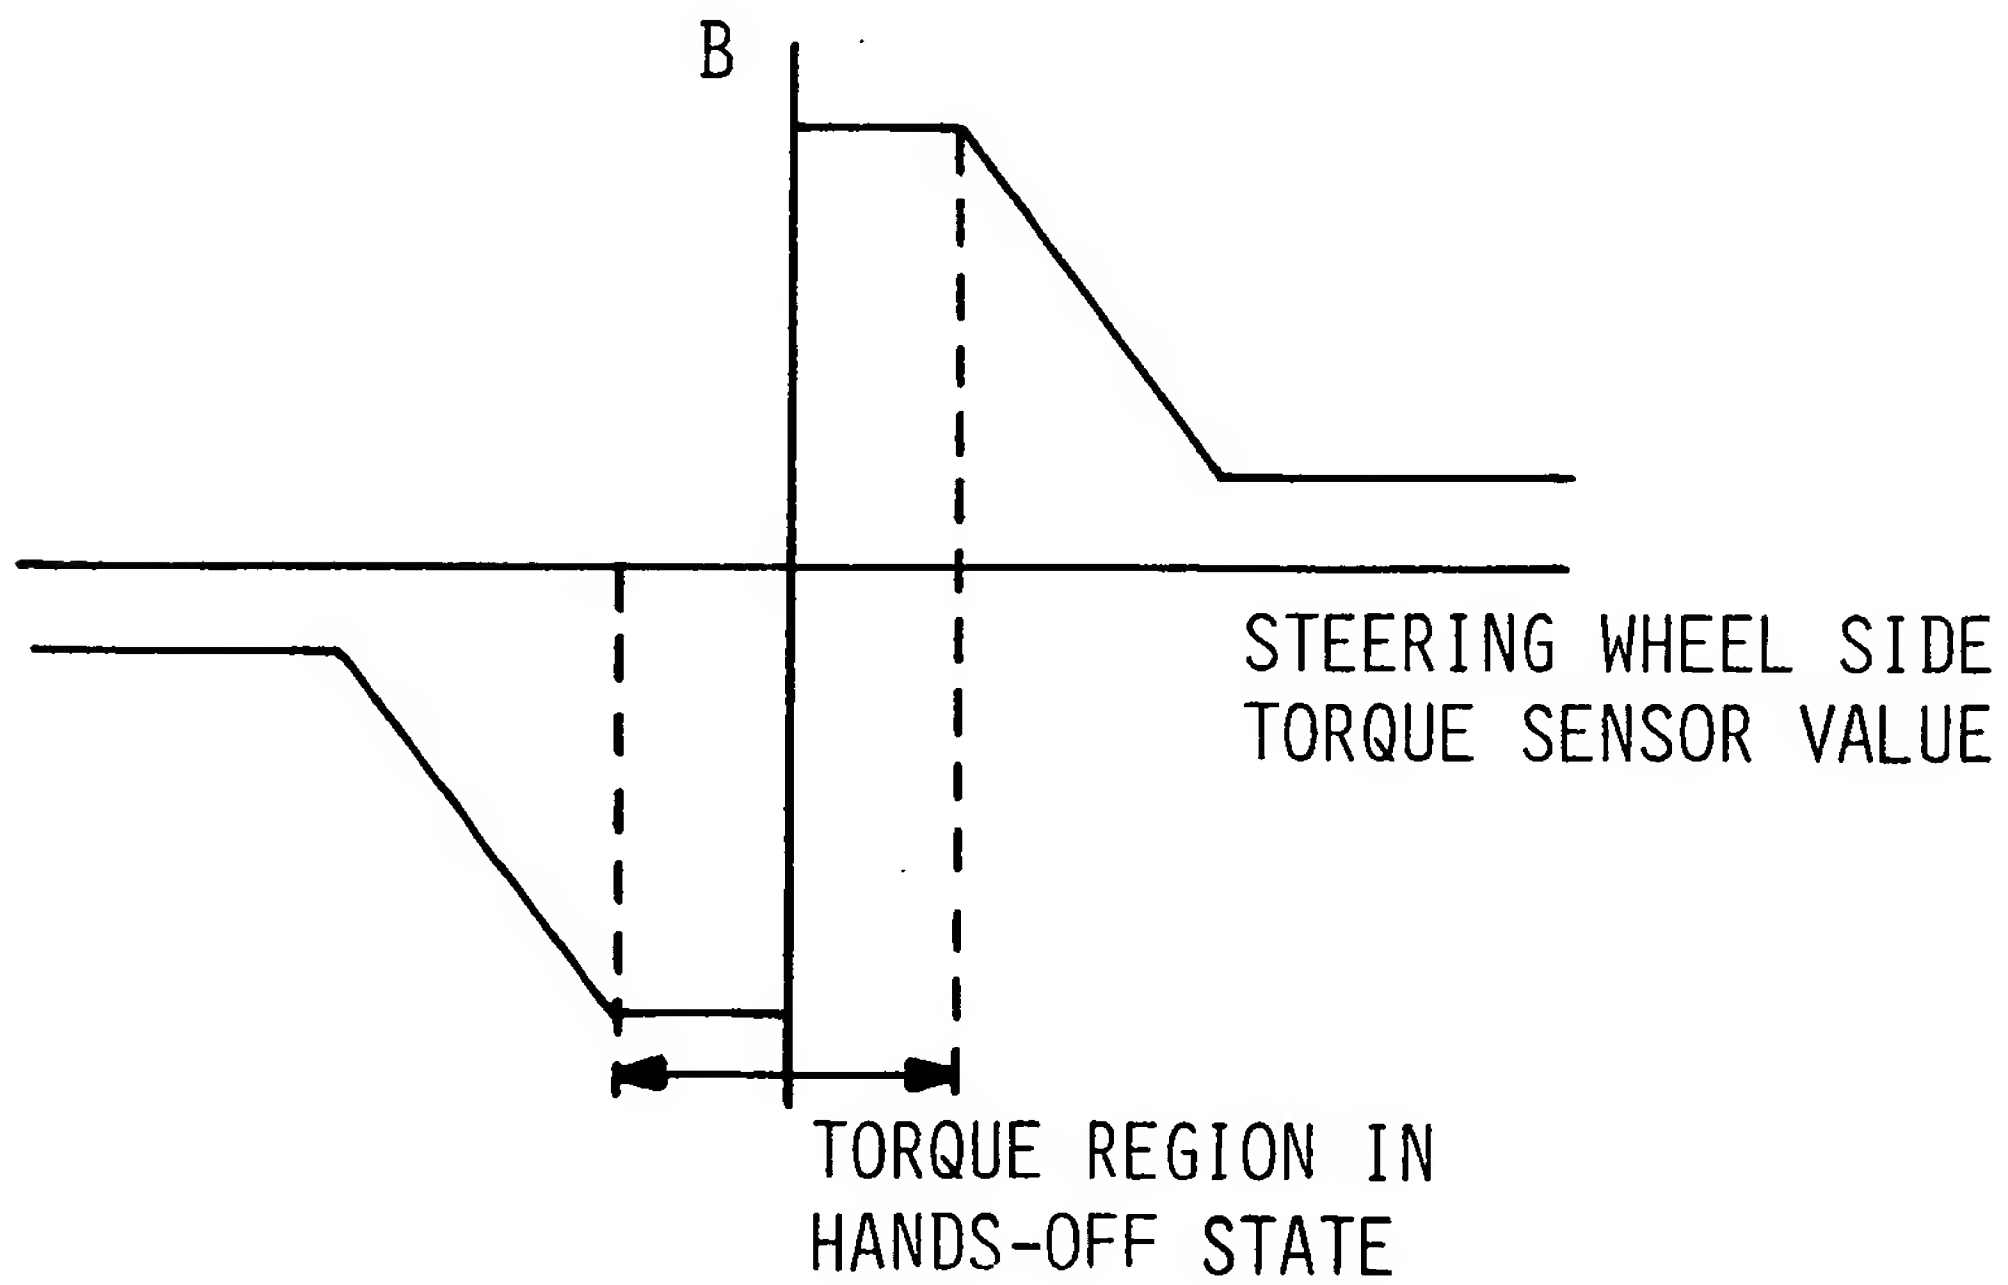 B
STEERING WHEEL SIDE
TORQUE SENSOR VALUE
TORQUE REGION IN
HANDS-OFF STATE